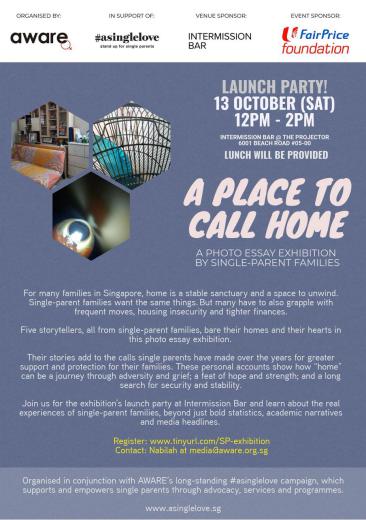 ORGANISED BY: IN SUPPORT OF: VENUE SPONSOR: EVENT SPONSOR:
aware #asinglelove INTERMISSION BAR FairPrice foundation
stand up for single parents
LAUNCH PARTY!
13 OCTOBER (SAT)
12PM - 2PM
INTERMISSION BAR @ THE PROJECTOR
6001 BEACH ROAD #05-00
LUNCH WILL BE PROVIDED
A PLACE TO
CALL HOME
A PHOTO ESSAY EXHIBITION
BY SINGLE-PARENT FAMILIES
For many families in Singapore, home is a stable sanctuary and a space to unwind.
Single-parent families want the same things. But many have to also grapple with
frequent moves, housing insecurity and tighter finances.
Five storytellers, all from single-parent families, bare their homes and their hearts in
this photo essay exhibition.
Their stories add to the calls single parents have made over the years for greater
support and protection for their families. These personal accounts show how "home"
can be a journey through adversity and grief; a feat of hope and strength; and a long
search for security and stability.
Join us for the exhibition's launch party at Intermission Bar and learn about the real
experiences of single-parent families, beyond just bold statistics, academic narratives
and media headlines.
Register: www.tinyurl.com/SP-exhibition
Contact: Nabilah at media@aware.org.sg
Organised in conjunction with AWARE's long-standing #asinglelove campaign, which
supports and empowers single parents through advocacy, services and programmes.
www.asinglelove.sg